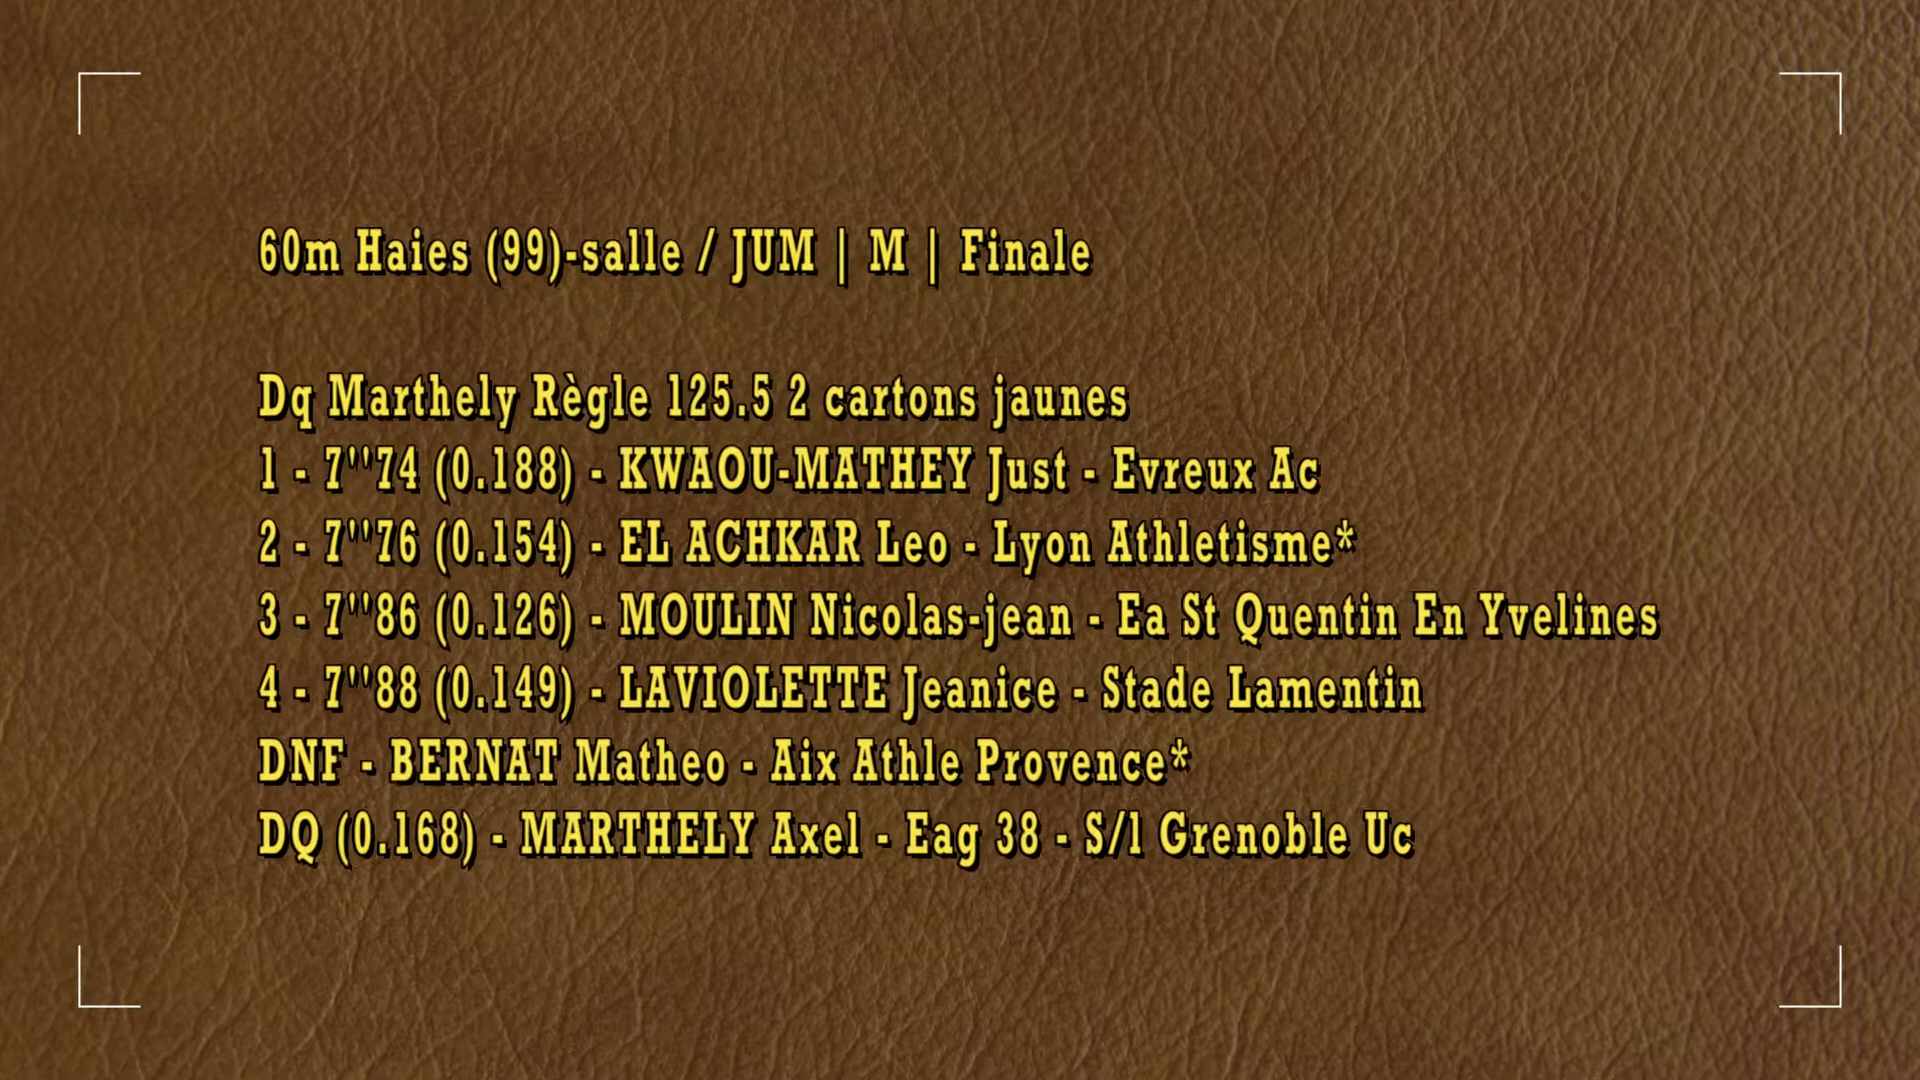 60m Haies (99)-salle / JUM | M | Finale
Dq Marthely Règle 125.5 2 cartons jaunes
1 - 7''74 (0.188) - KWAOU-MATHEY Just - Evreux Ac
2 - 7''76 (0.154) - EL ACHKAR Leo - Lyon Athletisme*
3 - 7''86 (0.126) - MOULIN Nicolas-jean - Ea St Quentin En Yvelines
4 - 7''88 (0.149) - LAVIOLETTE Jeanice - Stade Lamentin
DNF - BERNAT Matheo - Aix Athle Provence*
DQ (0.168) - MARTHELY Axel - Eag 38 - S/l Grenoble Uc